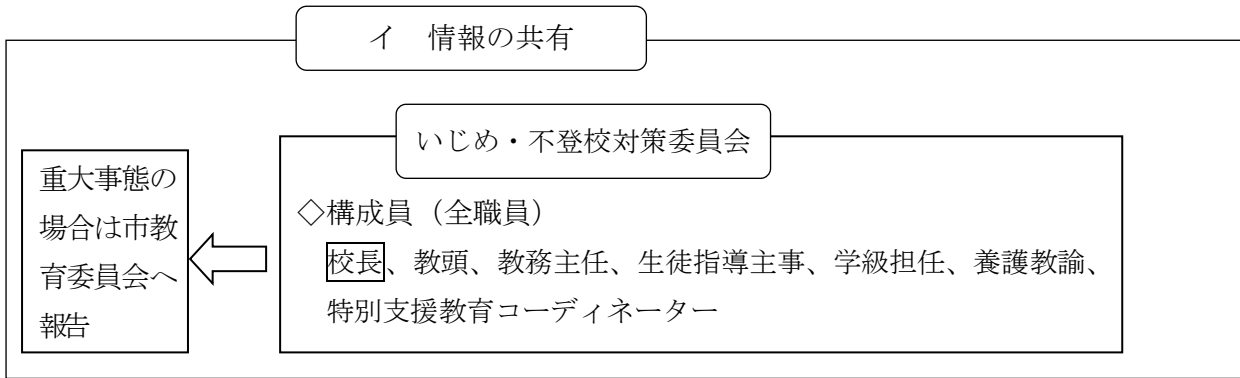 イ 情報の共有
いじめ・不登校対策委員会
重大事態の
場合は市教
育委員会へ
報告
◇構成員（全職員）
校長、教頭、教務主任、生徒指導主事、学級担任、養護教諭、
特別支援教育コーディネーター